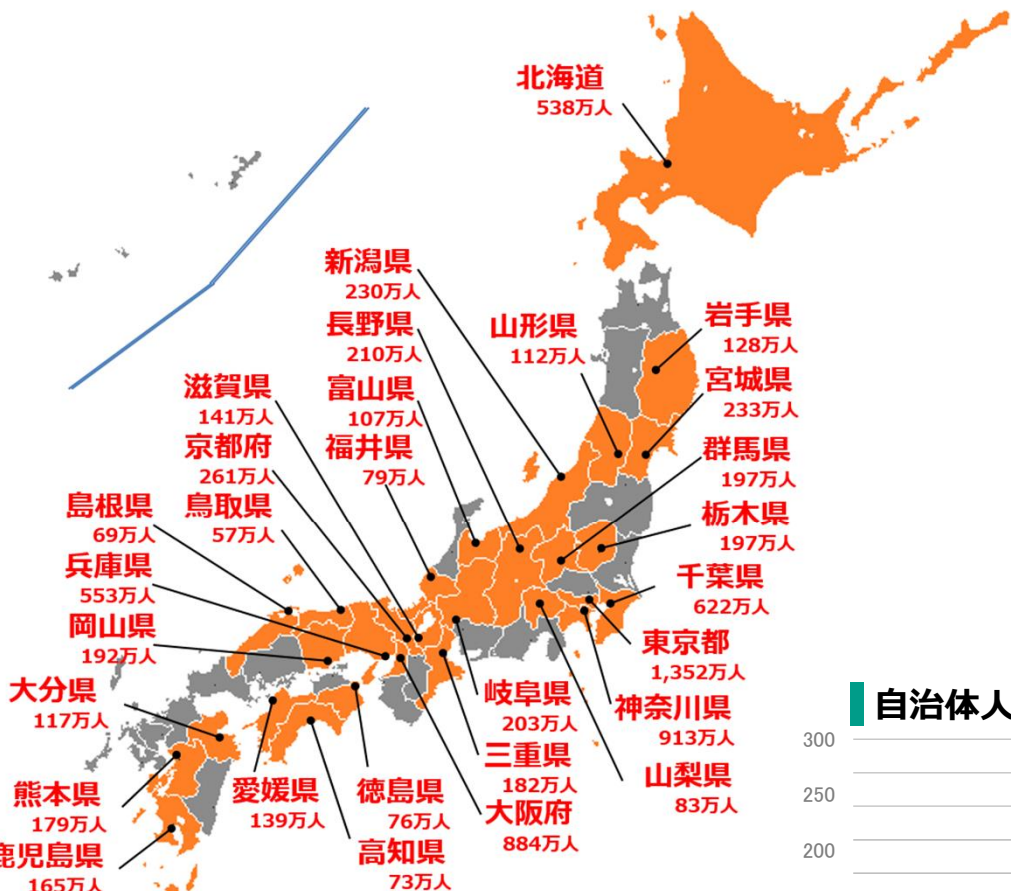 北海道
538万人
新潟県
230万人
長野県
210万人
山形県
112万人
岩手県
128万人
宮城県
233万人
滋賀県
141万人
富山県
107万人
京都府
261万人
福井県
79万人
群馬県
197万人
島根県
69万人
鳥取県
57万人
栃木県
197万人
兵庫県
553万人
千葉県
622万人
岡山県
192万人
東京都
1,352万人
大分県
117万人
岐阜県
203万人
神奈川県
913万人
三重県
182万人
山梨県
83万人
熊本県
179万人
愛媛県
139万人
徳島県
76万人
大阪府
884万人
鹿児島県
165万人
高知県
73万人
自治体人
300
250
200